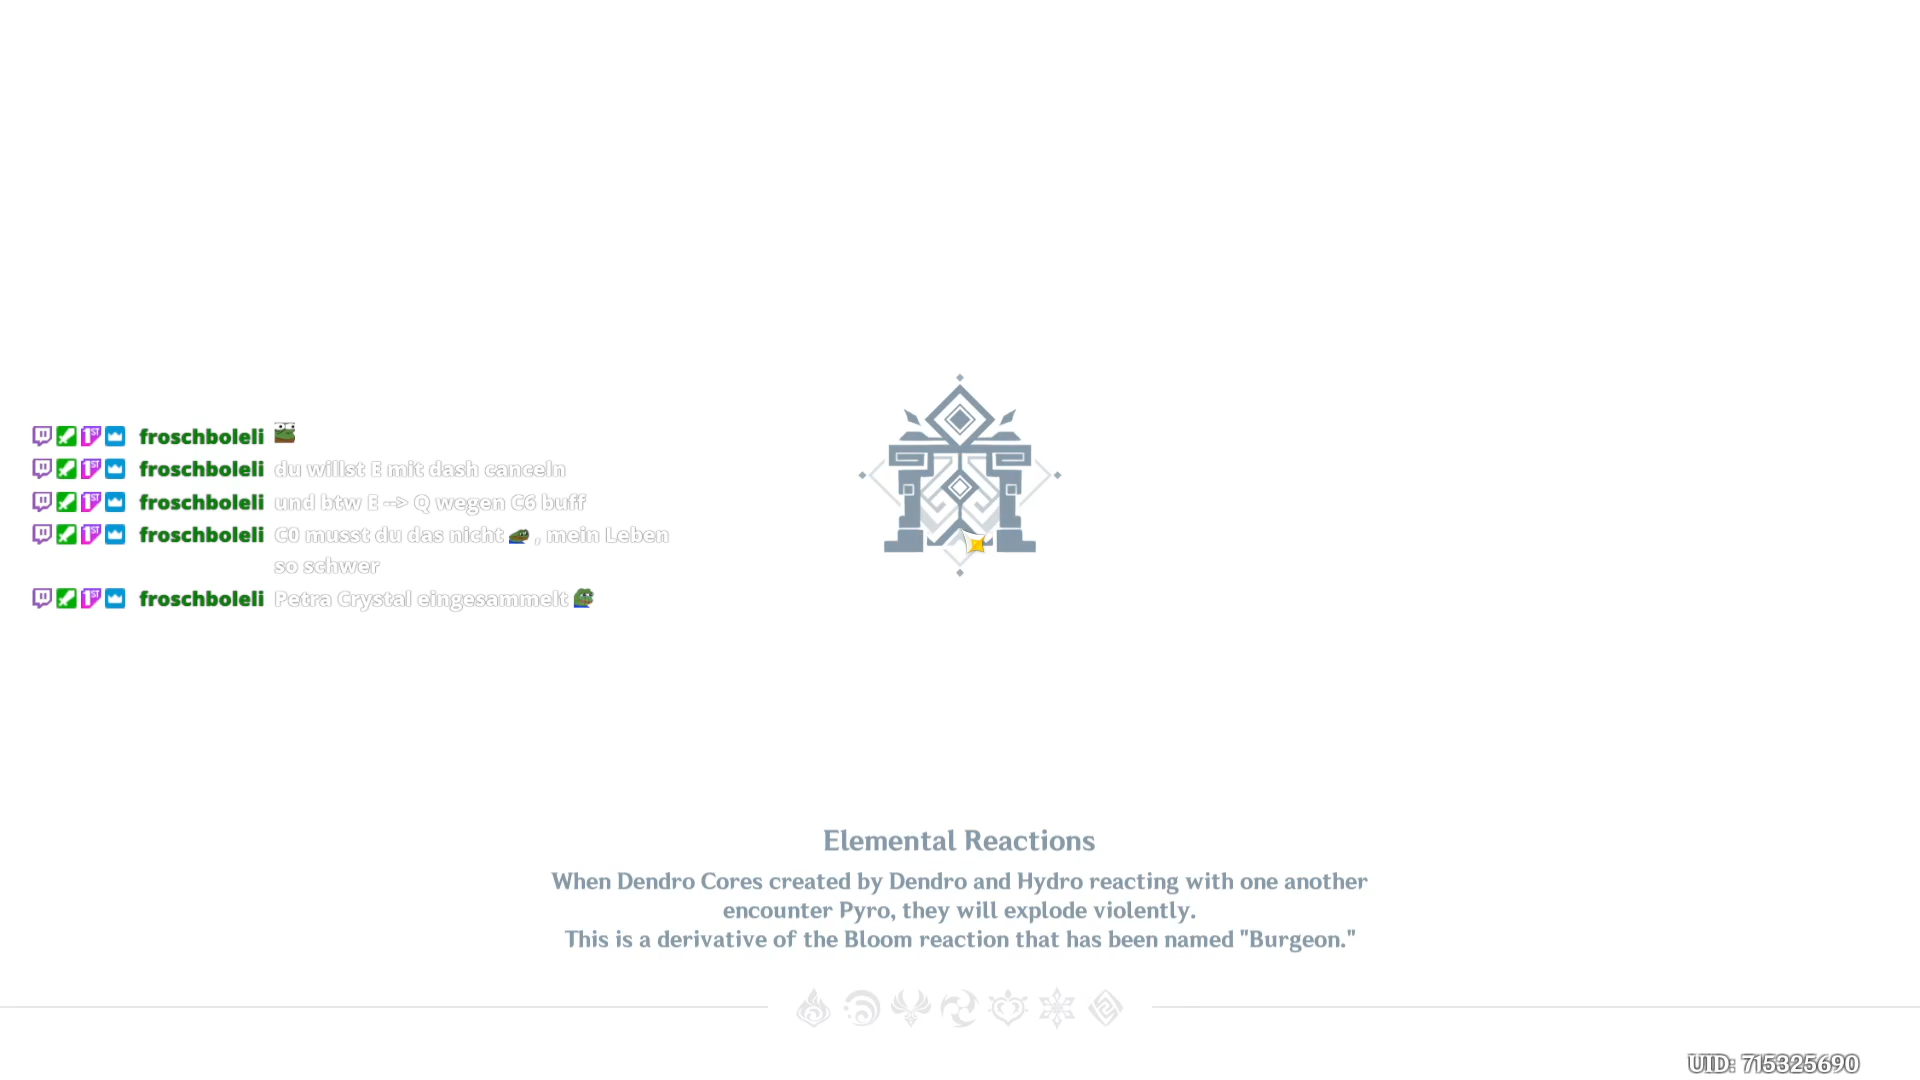 froschboleli
froschboleli du willst E mit dash canceln
froschboleli und btw E --> Q wegen C6 buff
froschboleli C0 musst du das nicht , mein Leben
so schwer
froschboleli Petra Crystal eingesammelt
Elemental Reactions
When Dendro Cores created by Dendro and Hydro reacting with one another
encounter Pyro, they will explode violently.
This is a derivative of the Bloom reaction that has been named "Burgeon."
UID: 715325690